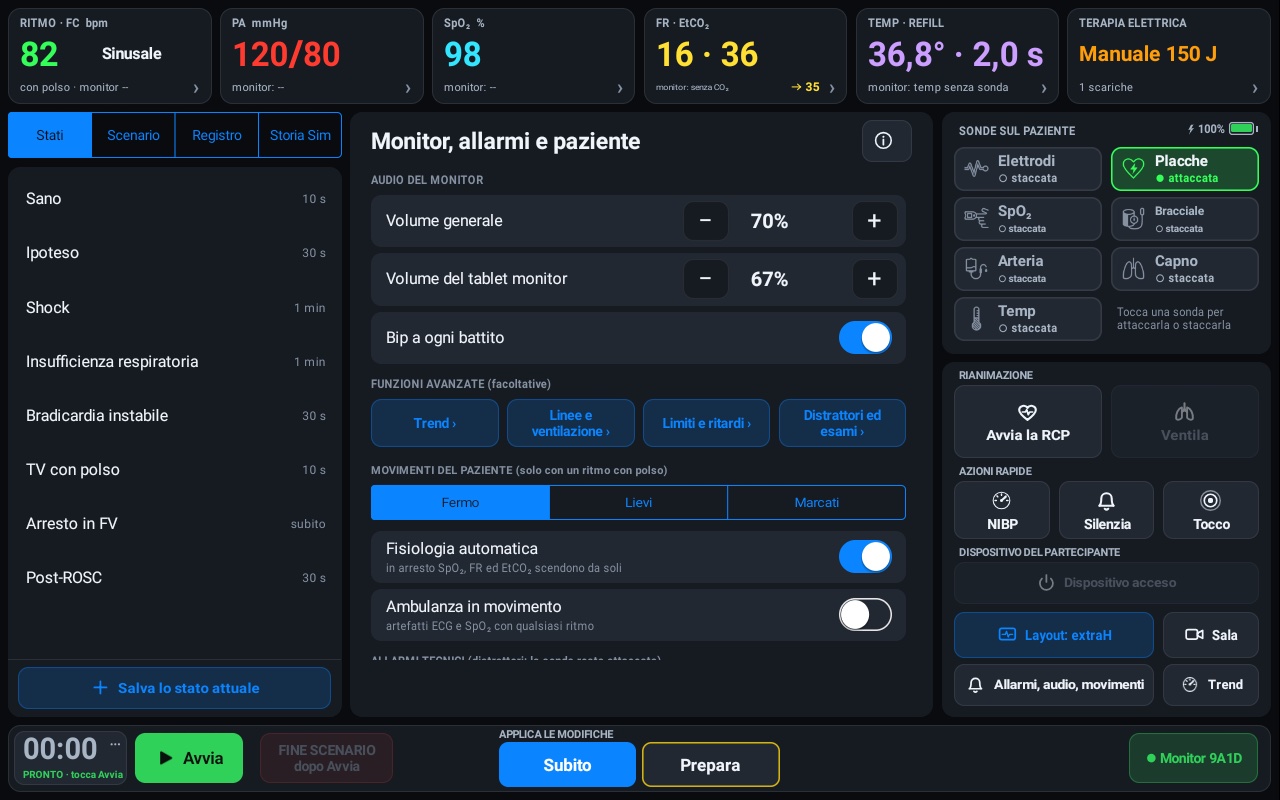 RITMO · FC bpm
82 Sinusale
con polso · monitor --
PA mmHg
120/80
monitor: --
SpO₂ %
98
monitor: --
FR · EtCO₂
16 · 36
monitor: senza CO₂ → 35
TEMP · REFILL
36,8° · 2,0 s
monitor: temp senza sonda
TERAPIA ELETTRICA
Manuale 150 J
1 scariche
Stati Scenario Registro Storia Sim
Sano 10 s
Ipoteso 30 s
Shock 1 min
Insufficienza respiratoria 1 min
Bradicardia instabile 30 s
TV con polso 10 s
Arresto in FV subito
Post-ROSC 30 s
+ Salva lo stato attuale
Monitor, allarmi e paziente
AUDIO DEL MONITOR
Volume generale − 70% +
Volume del tablet monitor − 67% +
Bip a ogni battito
FUNZIONI AVANZATE (facoltative)
Trend ›
Linee e
ventilazione ›
Limiti e ritardi ›
Distrattori ed
esami ›
MOVIMENTI DEL PAZIENTE (solo con un ritmo con polso)
Fermo Lievi Marcati
Fisiologia automatica
in arresto SpO₂, FR ed EtCO₂ scendono da soli
Ambulanza in movimento
artefatti ECG e SpO₂ con qualsiasi ritmo
ALLARMI TECNICI (distrattori: la sonda resta attaccata)
SONDE SUL PAZIENTE 100%
Elettrodi
staccata
Placche
attaccata
SpO₂
staccata
Bracciale
staccata
Arteria
staccata
Capno
staccata
Temp
staccata
Tocca una sonda per
attaccarla o staccarla
RIANIMAZIONE
Avvia la RCP Ventila
AZIONI RAPIDE
NIBP Silenzia Tocco
DISPOSITIVO DEL PARTECIPANTE
Dispositivo acceso
Layout: extraH Sala
Allarmi, audio, movimenti Trend
00:00 ...
PRONTO · tocca Avvia
Avvia
FINE SCENARIO
dopo Avvia
APPLICA LE MODIFICHE
Subito Prepara
Monitor 9A1D